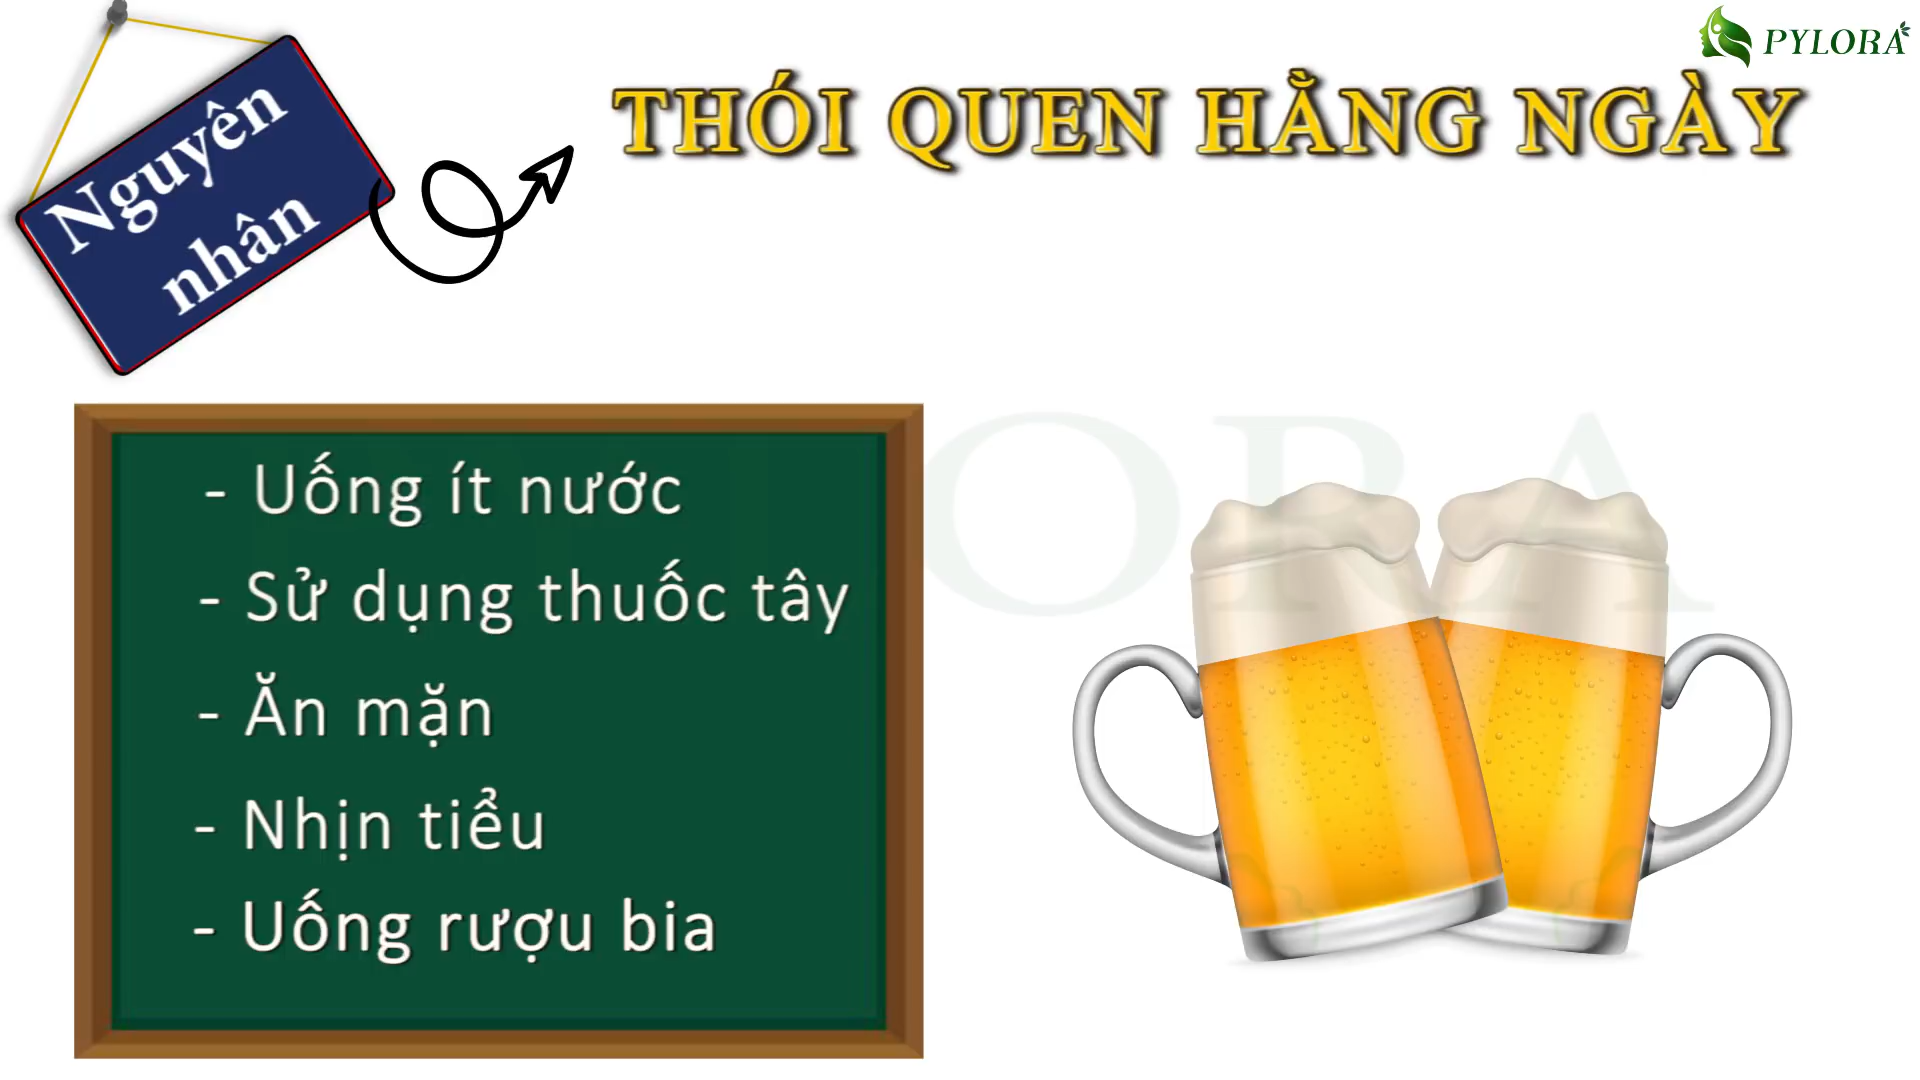 PYLORA
Nguyên
nhân
THÓI QUEN HẰNG NGÀY
- Uống ít nước
- Sử dụng thuốc tây
- Ăn mặn
- Nhịn tiểu
- Uống rượu bia
ORA